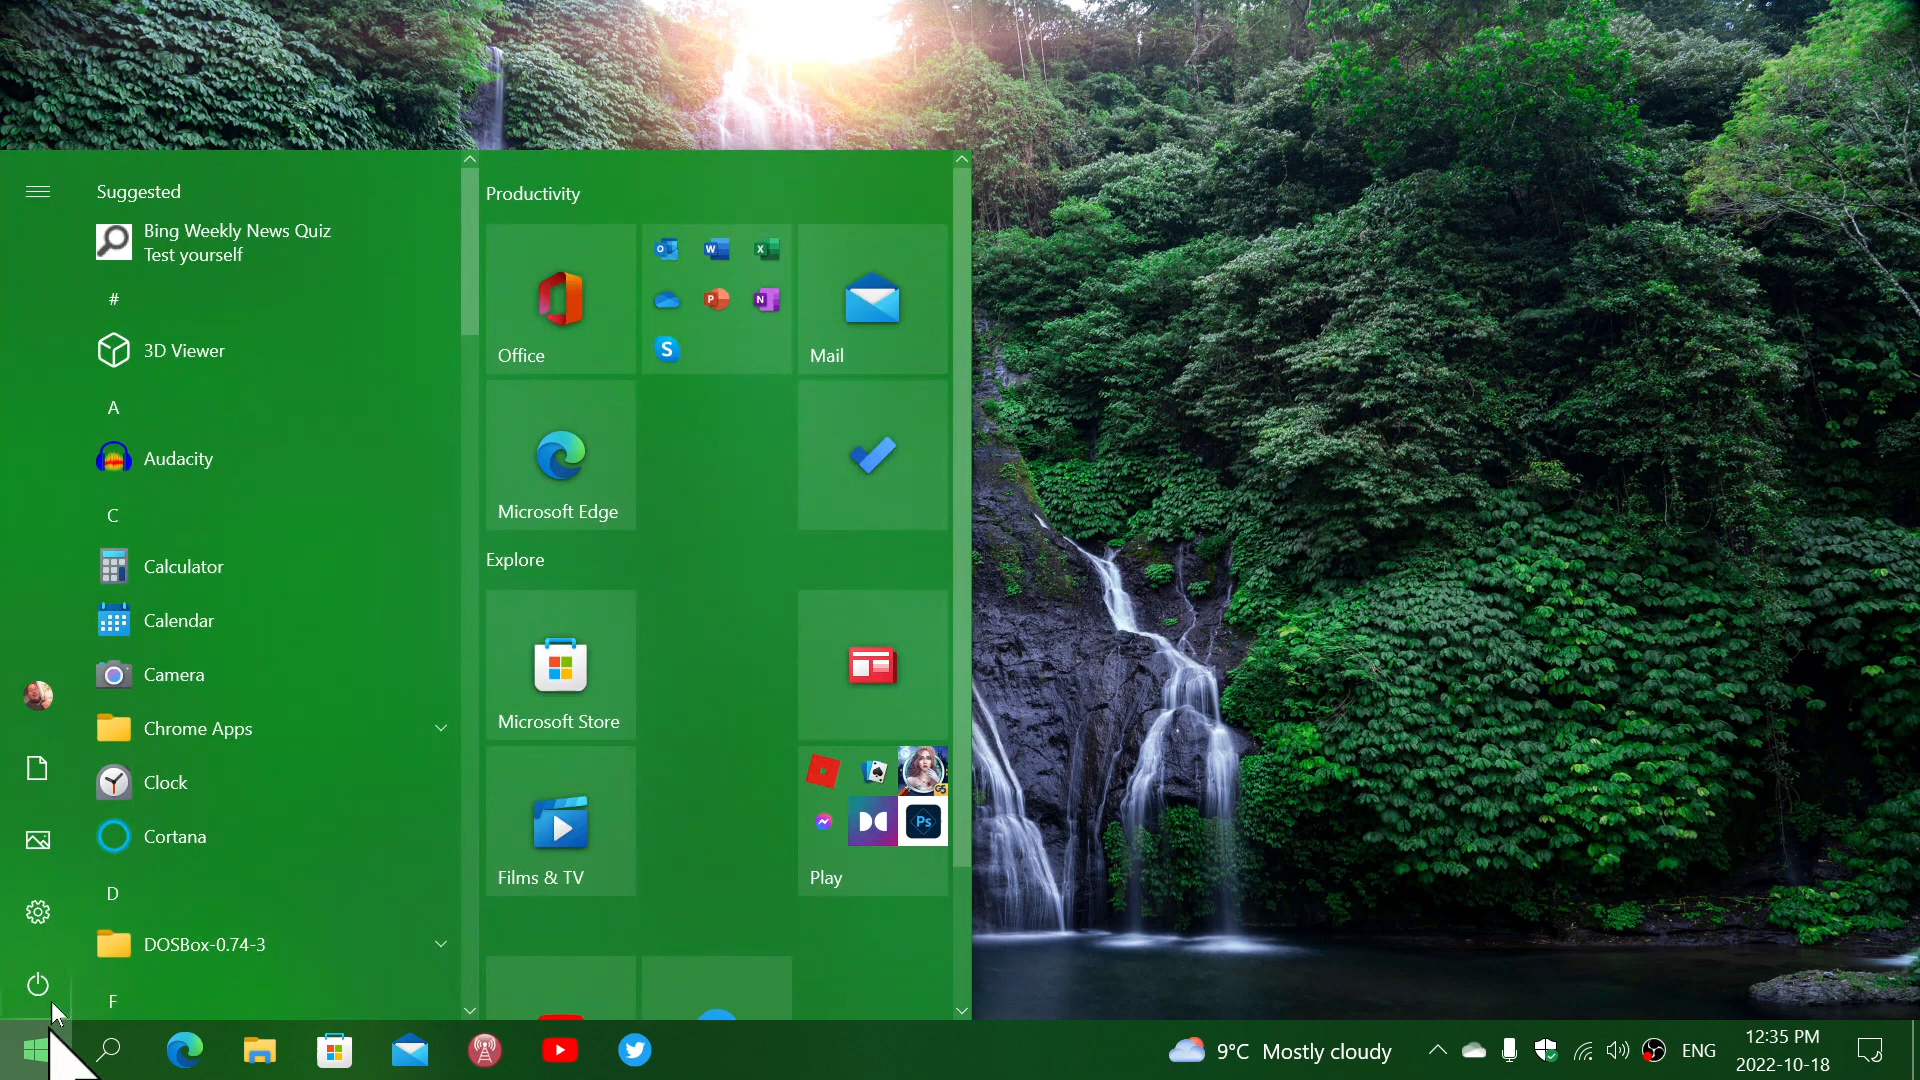 Suggested
Bing Weekly News Quiz
Test yourself
#
3D Viewer
A
Audacity
C
Calculator
Calendar
Camera
Chrome Apps
Clock
Cortana
D
DOSBox-0.74-3
F
Productivity
Office
Mail
Microsoft Edge
Explore
Microsoft Store
Films & TV
Play
O
W
X
P
N
S
G5
Ps
9°C Mostly cloudy
ENG
12:35 PM
2022-10-18